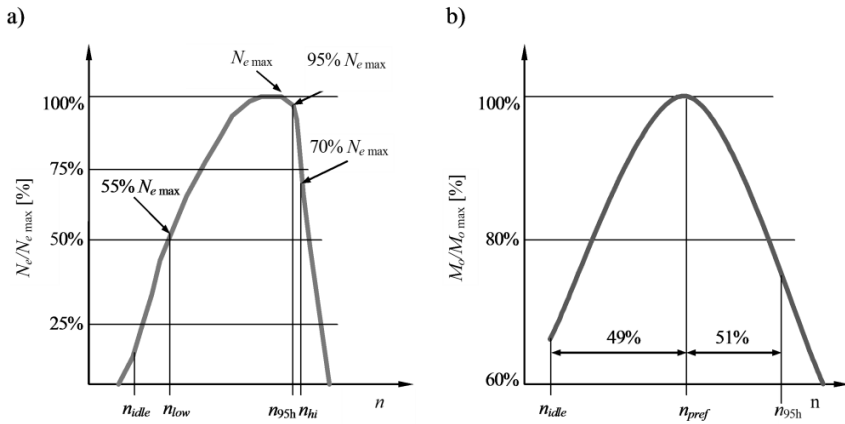 a)
N_e max
95% N_e max
100%
70% N_e max
75%
55% N_e max
50%
25%
N_e/N_e max [%]
n_idle
n_low
n_95h
n_hi
n
b)
100%
80%
49%
51%
60%
M_o/M_o max [%]
n_idle
n_pref
n_95h
n